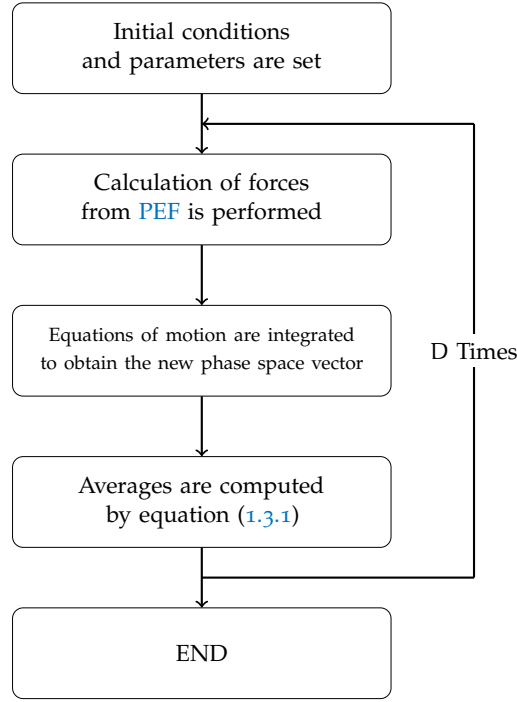 Initial conditions
and parameters are set
Calculation of forces
from PEF is performed
Equations of motion are integrated
to obtain the new phase space vector
D Times
Averages are computed
by equation (1.3.1)
END